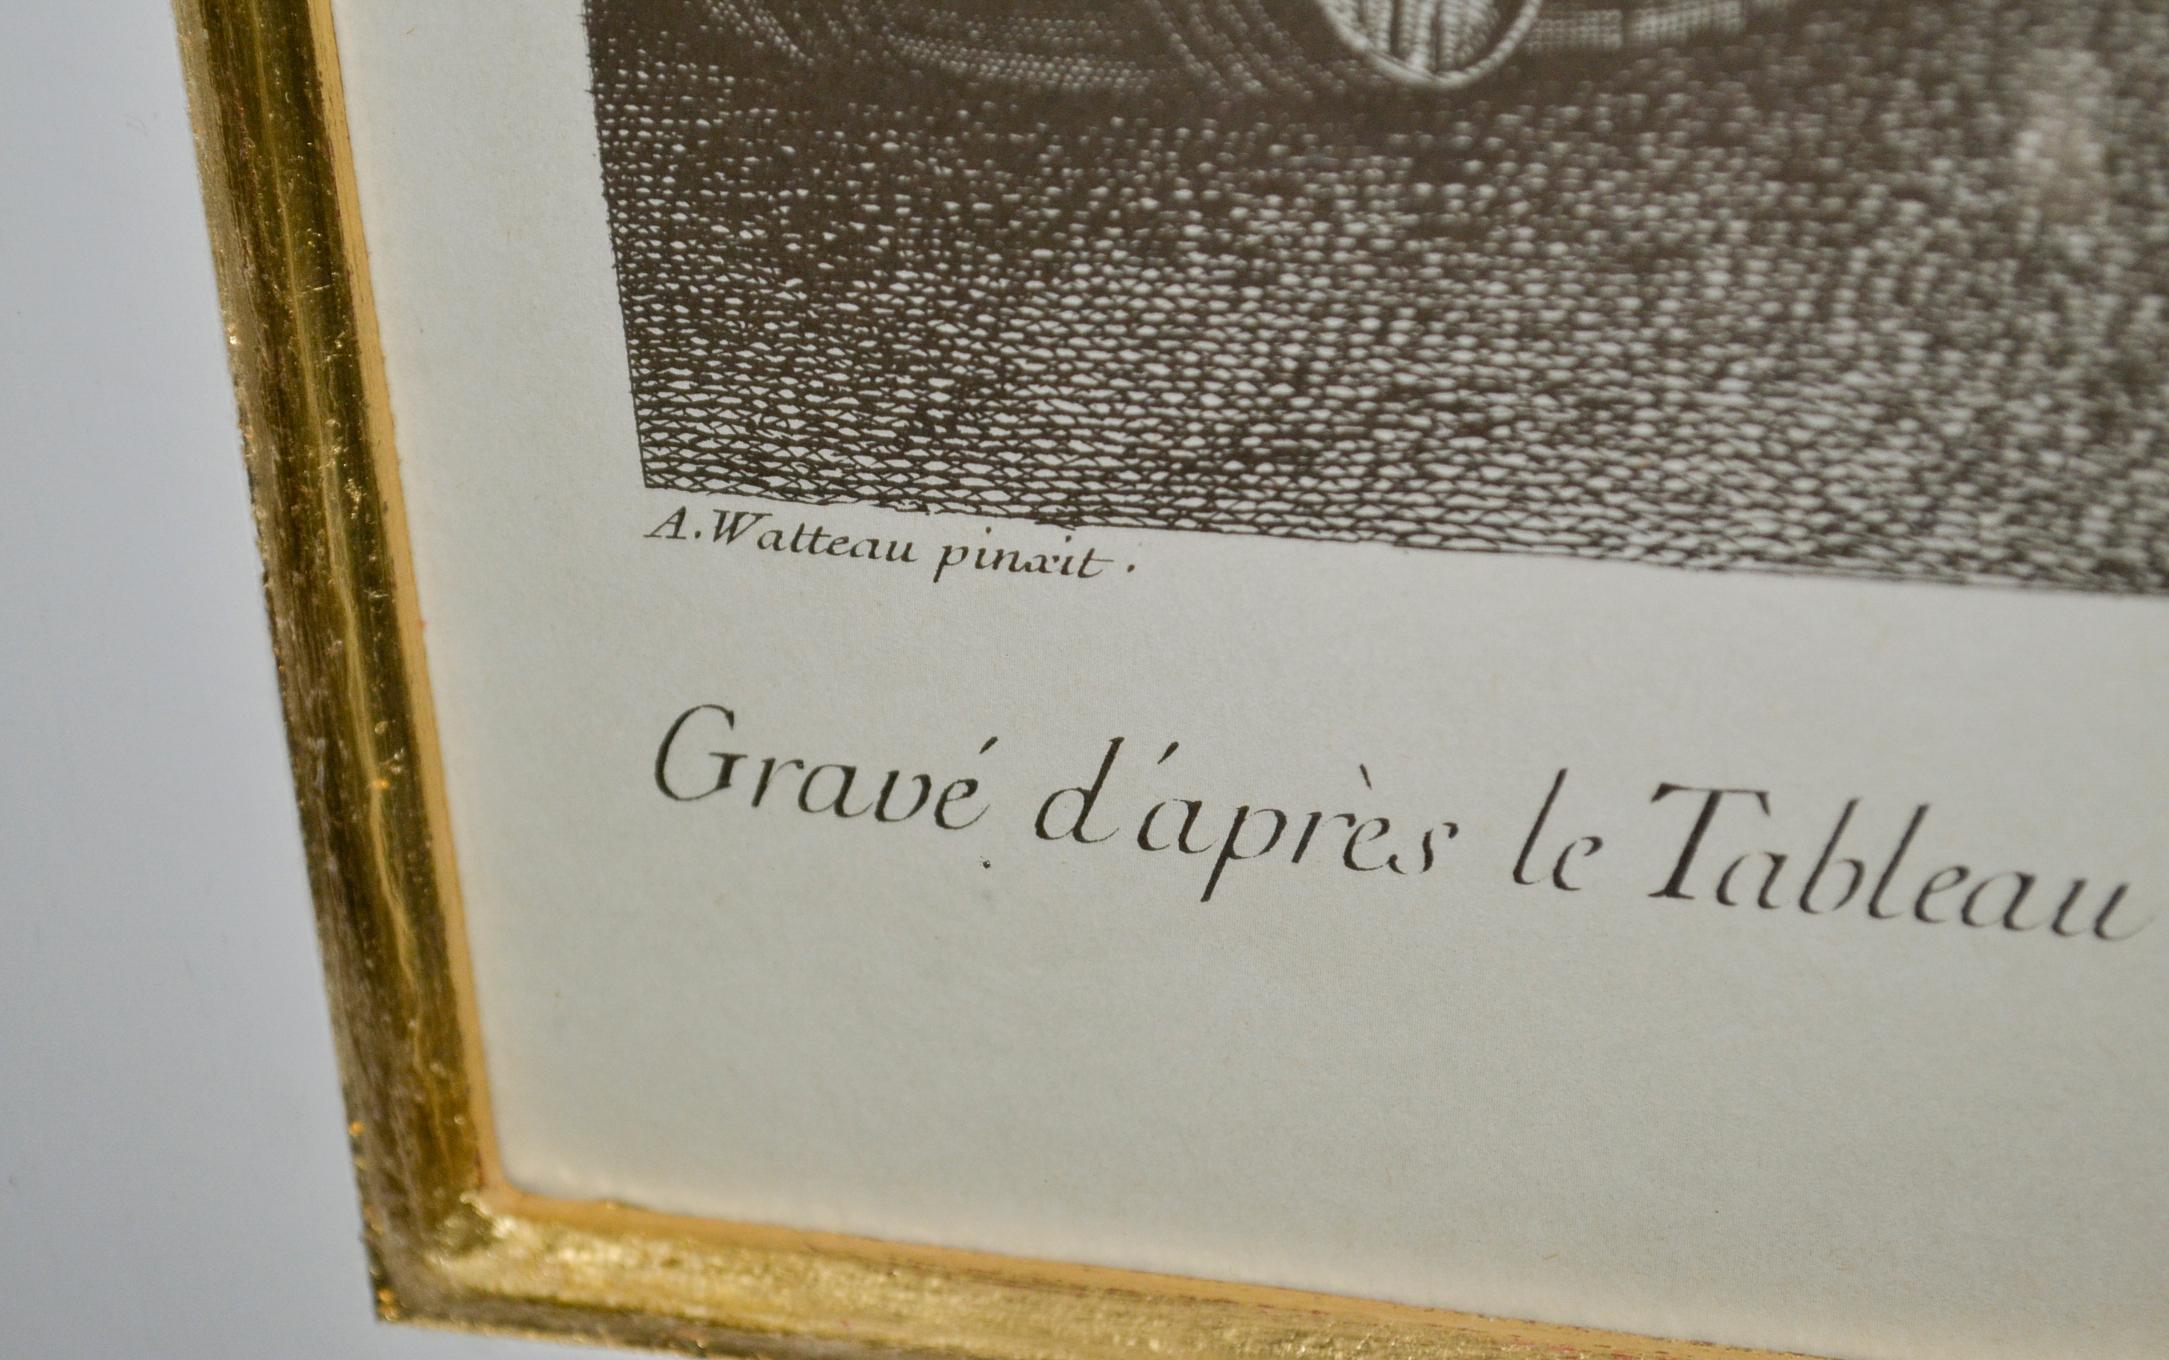 A. Watteau pinxit.
Gravé d'après le Tableau